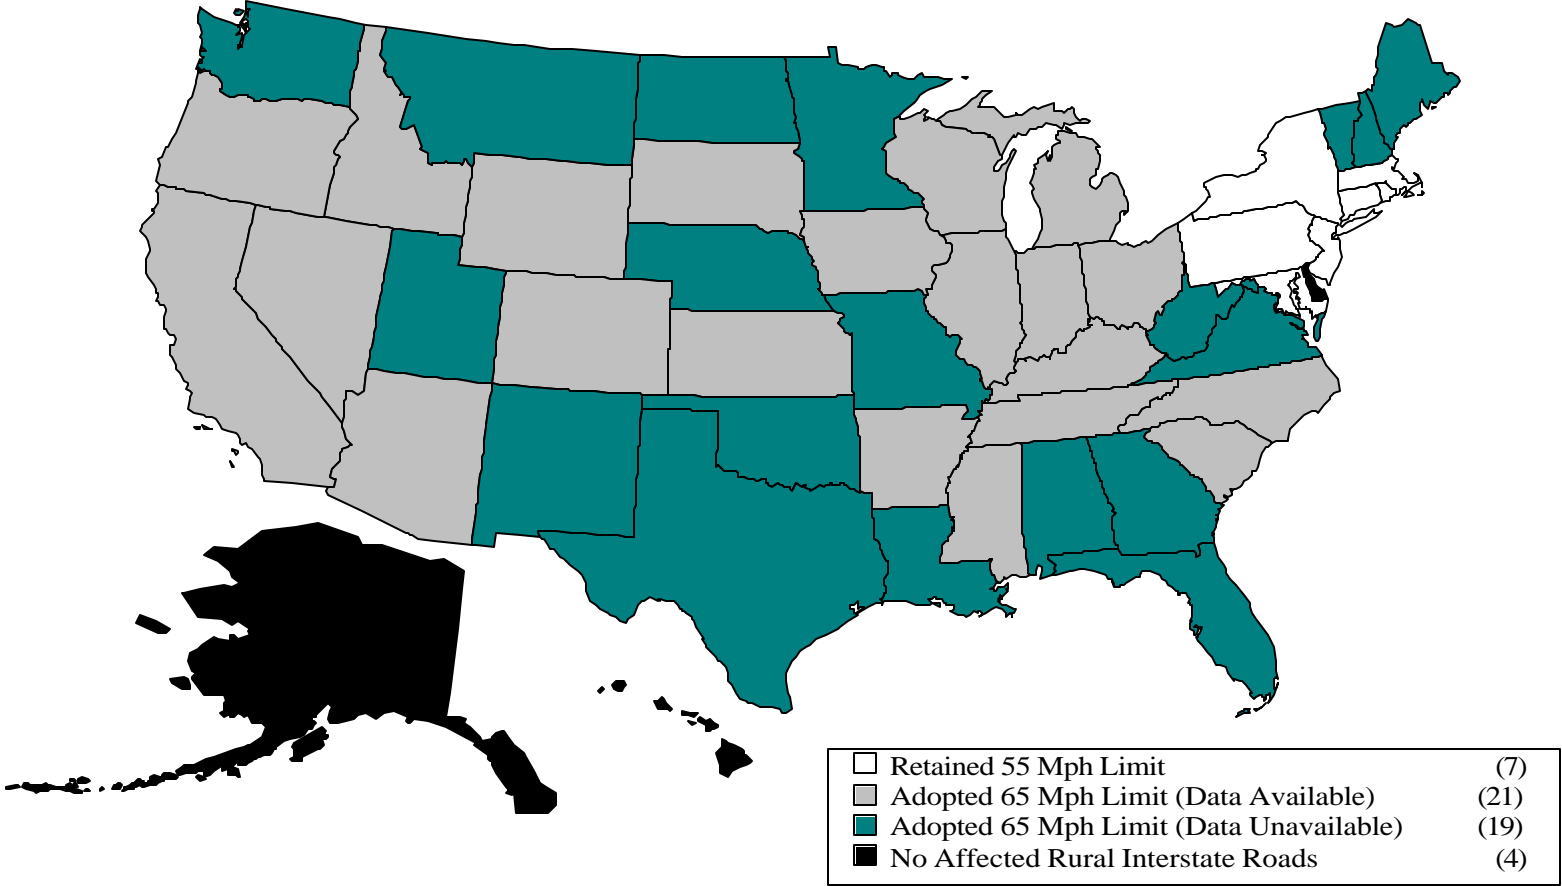 Retained 55 Mph Limit (7)
Adopted 65 Mph Limit (Data Available) (21)
Adopted 65 Mph Limit (Data Unavailable) (19)
No Affected Rural Interstate Roads (4)